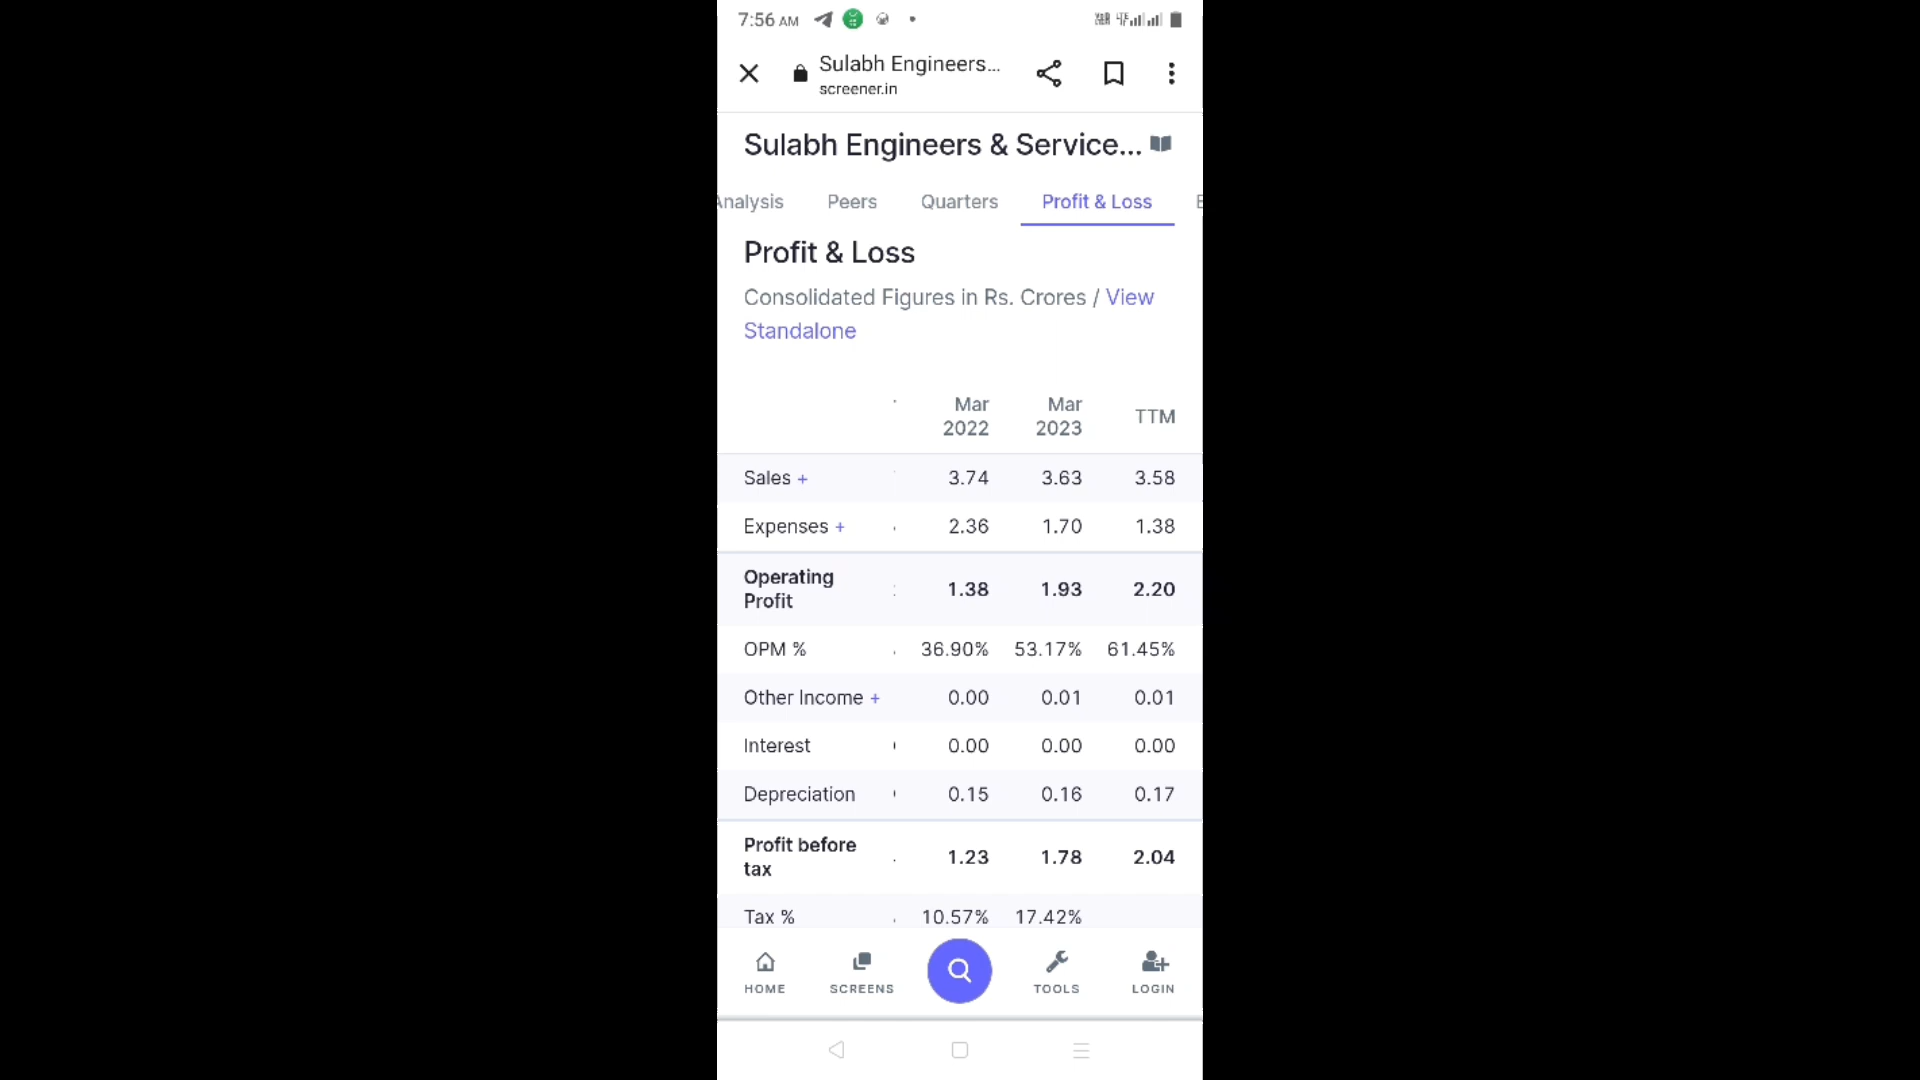 7:56 AM
Sulabh Engineers...
screener.in
Sulabh Engineers & Service...
Analysis Peers Quarters Profit & Loss
Profit & Loss
Consolidated Figures in Rs. Crores / View
Standalone
Mar 2022 Mar 2023 TTM
Sales + 3.74 3.63 3.58
Expenses + 2.36 1.70 1.38
Operating Profit 1.38 1.93 2.20
OPM % 36.90% 53.17% 61.45%
Other Income + 0.00 0.01 0.01
Interest 0.00 0.00 0.00
Depreciation 0.15 0.16 0.17
Profit before tax 1.23 1.78 2.04
Tax % 10.57% 17.42%
HOME SCREENS TOOLS LOGIN